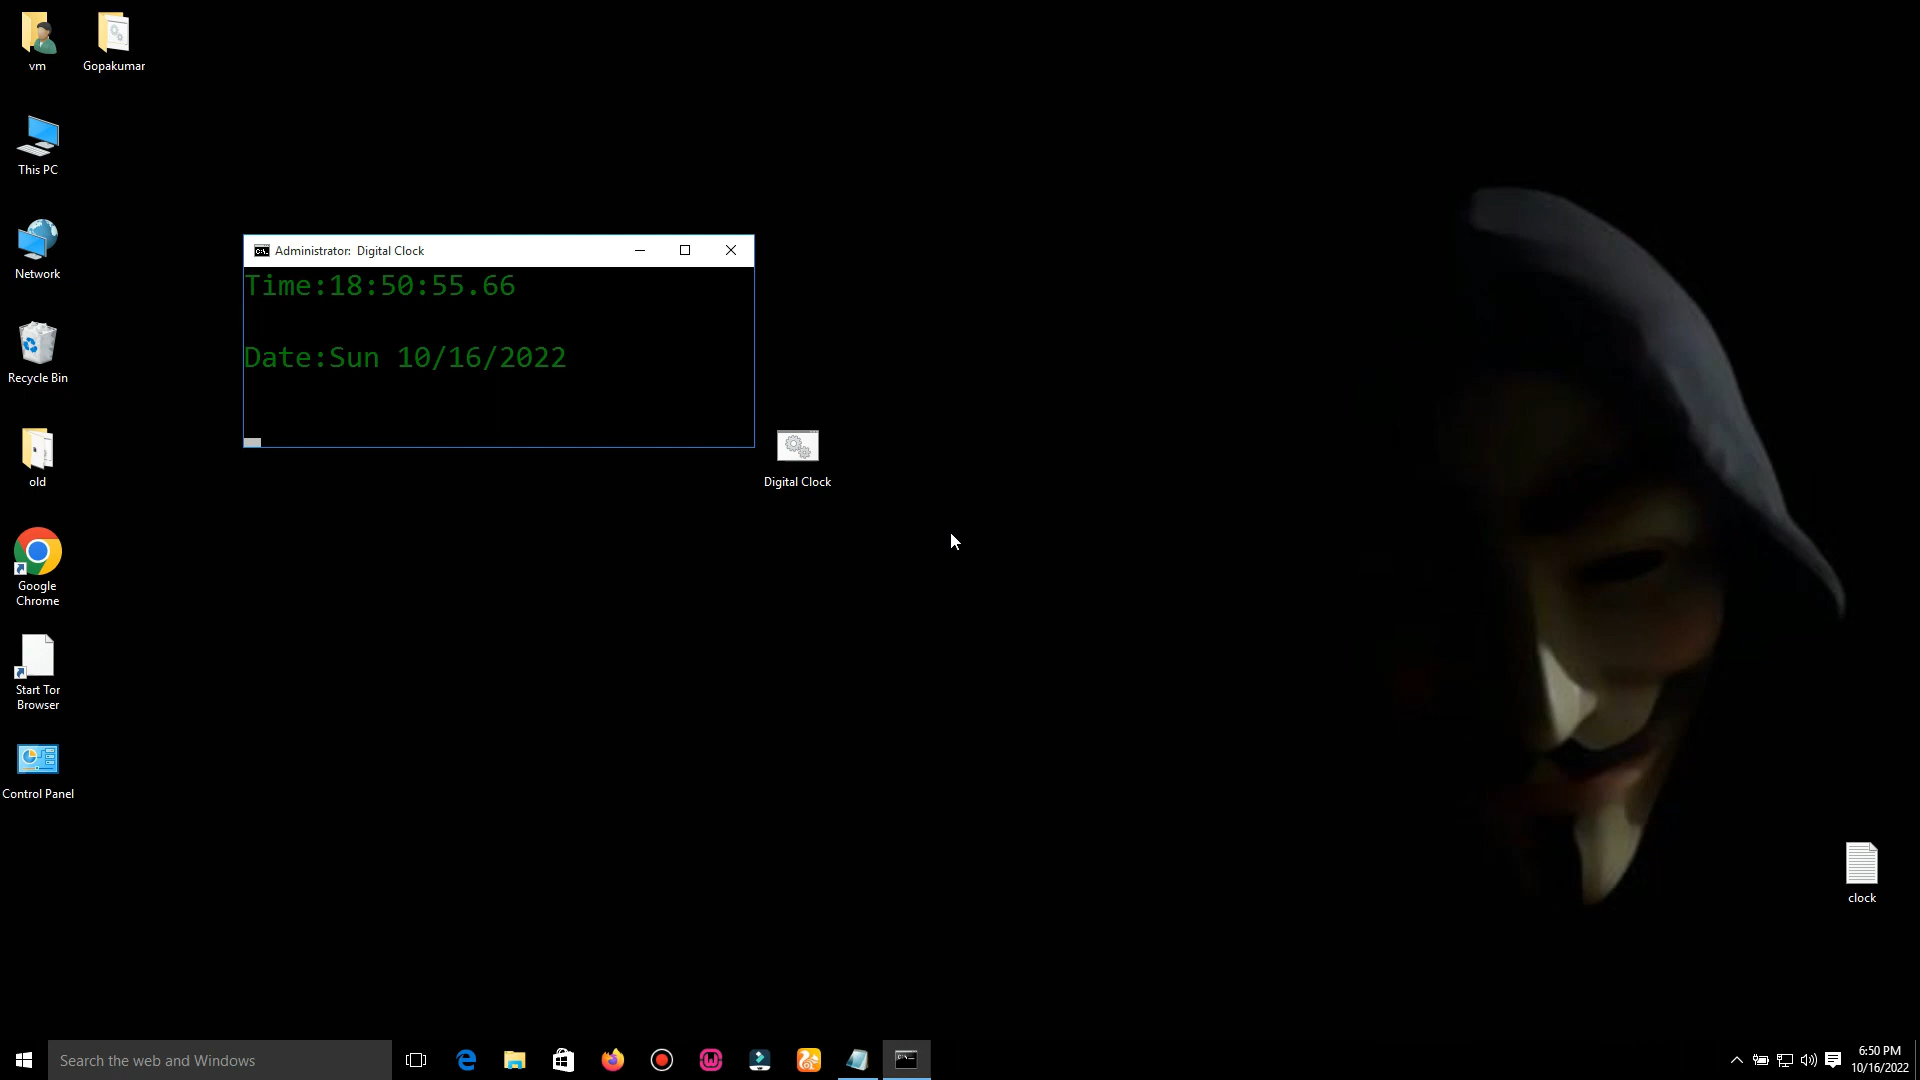 vm
Gopakumar
This PC
Network
Recycle Bin
old
Google
Chrome
Start Tor
Browser
Control Panel
Administrator:  Digital Clock
Time:18:50:55.66
Date:Sun 10/16/2022
Digital Clock
clock
Search the web and Windows
6:50 PM
10/16/2022